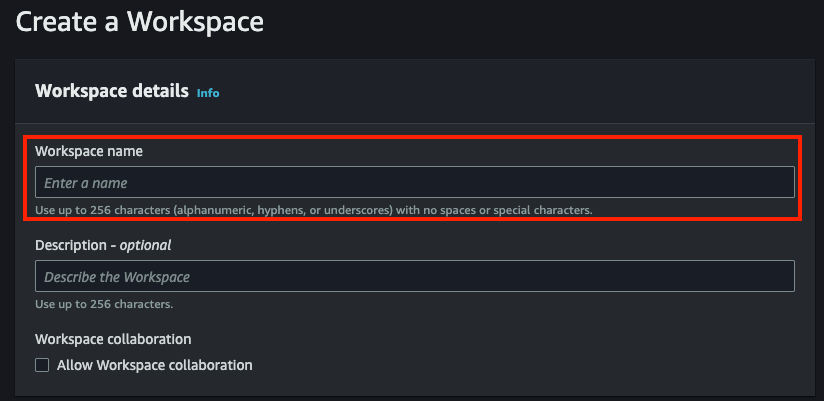 Create a Workspace
Workspace details Info
Workspace name
Enter a name
Use up to 256 characters (alphanumeric, hyphens, or underscores) with no spaces or special characters.
Description - optional
Describe the Workspace
Use up to 256 characters.
Workspace collaboration
Allow Workspace collaboration